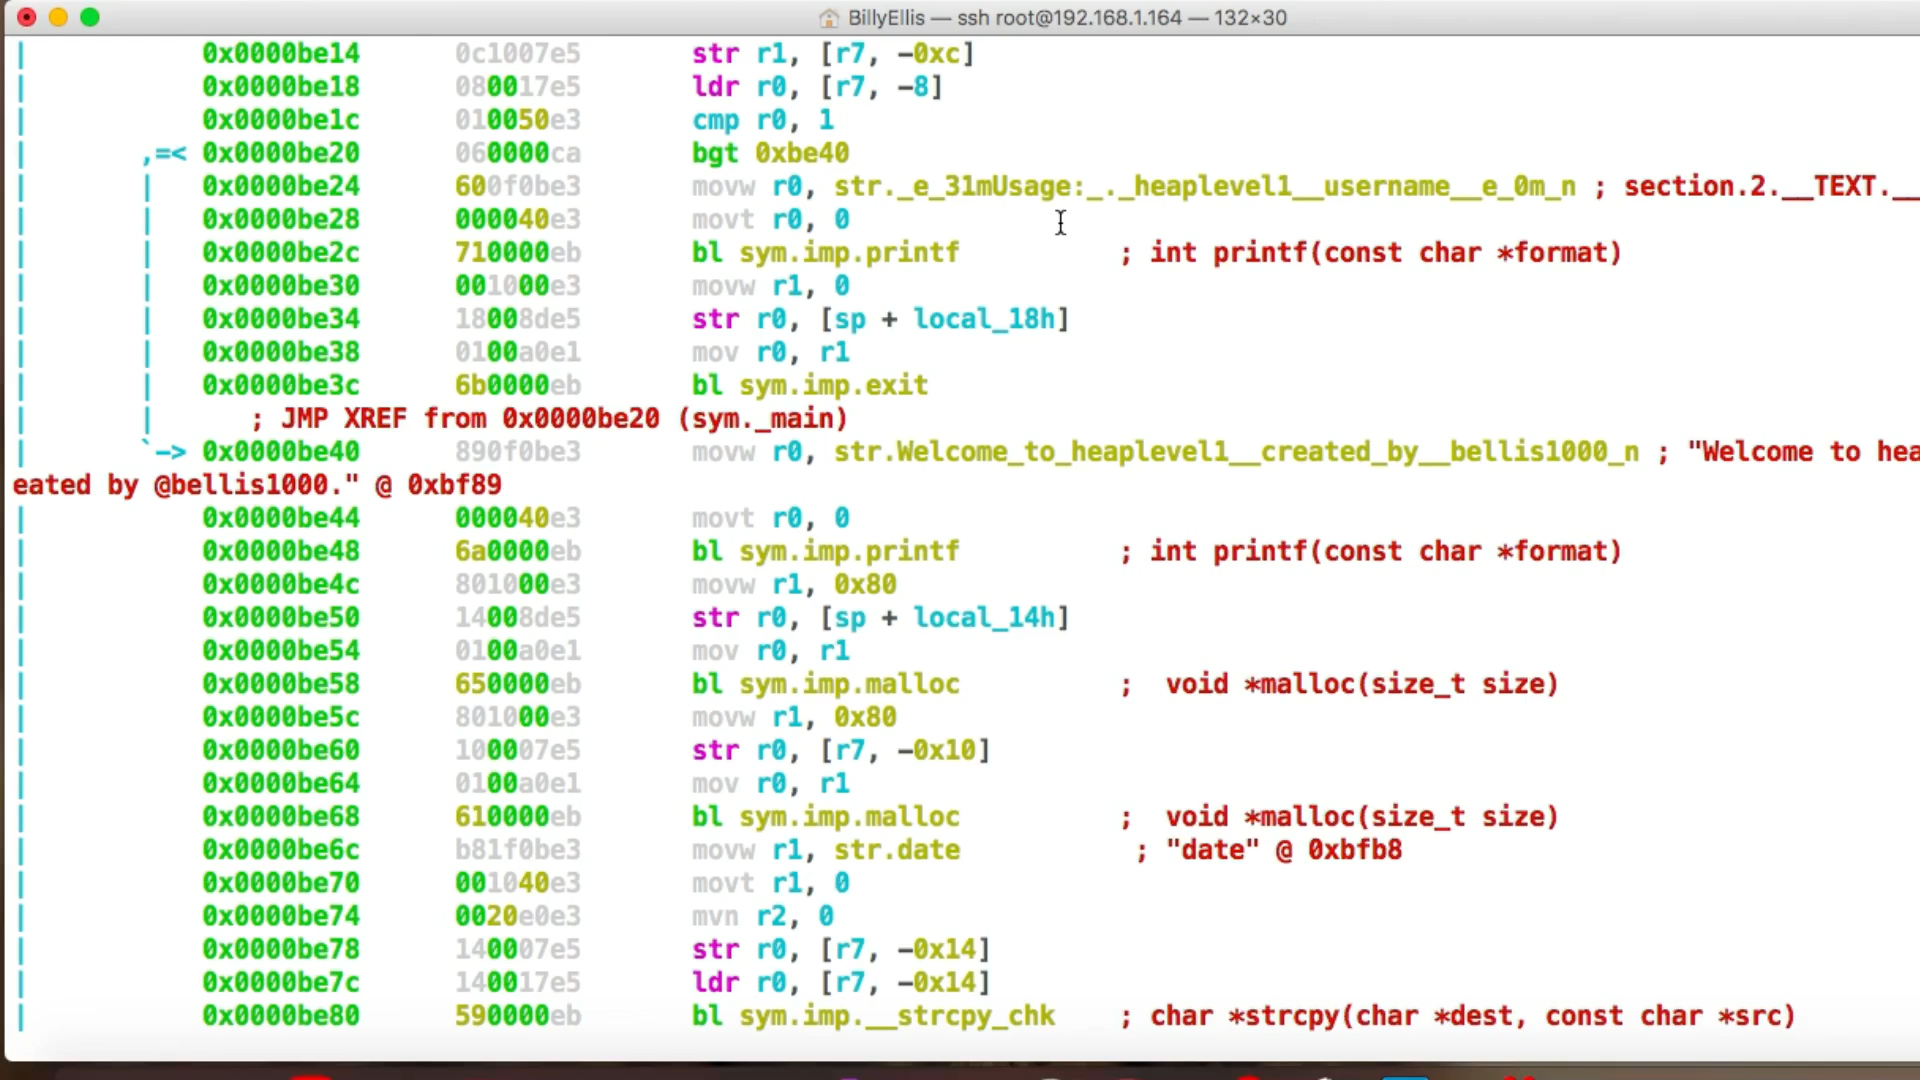 BillyEllis — ssh root@192.168.1.164 — 132×30
| 0x0000be14 0c1007e5 str r1, [r7, -0xc]
| 0x0000be18 080017e5 ldr r0, [r7, -8]
| 0x0000be1c 010050e3 cmp r0, 1
| ,=< 0x0000be20 060000ca bgt 0xbe40
| | 0x0000be24 600f0be3 movw r0, str._e_31mUsage:_._heaplevel1__username__e_0m_n ; section.2.__TEXT.__
| | 0x0000be28 000040e3 movt r0, 0
| | 0x0000be2c 710000eb bl sym.imp.printf ; int printf(const char *format)
| | 0x0000be30 001000e3 movw r1, 0
| | 0x0000be34 18008de5 str r0, [sp + local_18h]
| | 0x0000be38 0100a0e1 mov r0, r1
| | 0x0000be3c 6b0000eb bl sym.imp.exit
| | ; JMP XREF from 0x0000be20 (sym._main)
| `-> 0x0000be40 890f0be3 movw r0, str.Welcome_to_heaplevel1__created_by__bellis1000_n ; "Welcome to hea
eated by @bellis1000." @ 0xbf89
| 0x0000be44 000040e3 movt r0, 0
| 0x0000be48 6a0000eb bl sym.imp.printf ; int printf(const char *format)
| 0x0000be4c 801000e3 movw r1, 0x80
| 0x0000be50 14008de5 str r0, [sp + local_14h]
| 0x0000be54 0100a0e1 mov r0, r1
| 0x0000be58 650000eb bl sym.imp.malloc ; void *malloc(size_t size)
| 0x0000be5c 801000e3 movw r1, 0x80
| 0x0000be60 100007e5 str r0, [r7, -0x10]
| 0x0000be64 0100a0e1 mov r0, r1
| 0x0000be68 610000eb bl sym.imp.malloc ; void *malloc(size_t size)
| 0x0000be6c b81f0be3 movw r1, str.date ; "date" @ 0xbfb8
| 0x0000be70 001040e3 movt r1, 0
| 0x0000be74 0020e0e3 mvn r2, 0
| 0x0000be78 140007e5 str r0, [r7, -0x14]
| 0x0000be7c 140017e5 ldr r0, [r7, -0x14]
| 0x0000be80 590000eb bl sym.imp.__strcpy_chk ; char *strcpy(char *dest, const char *src)